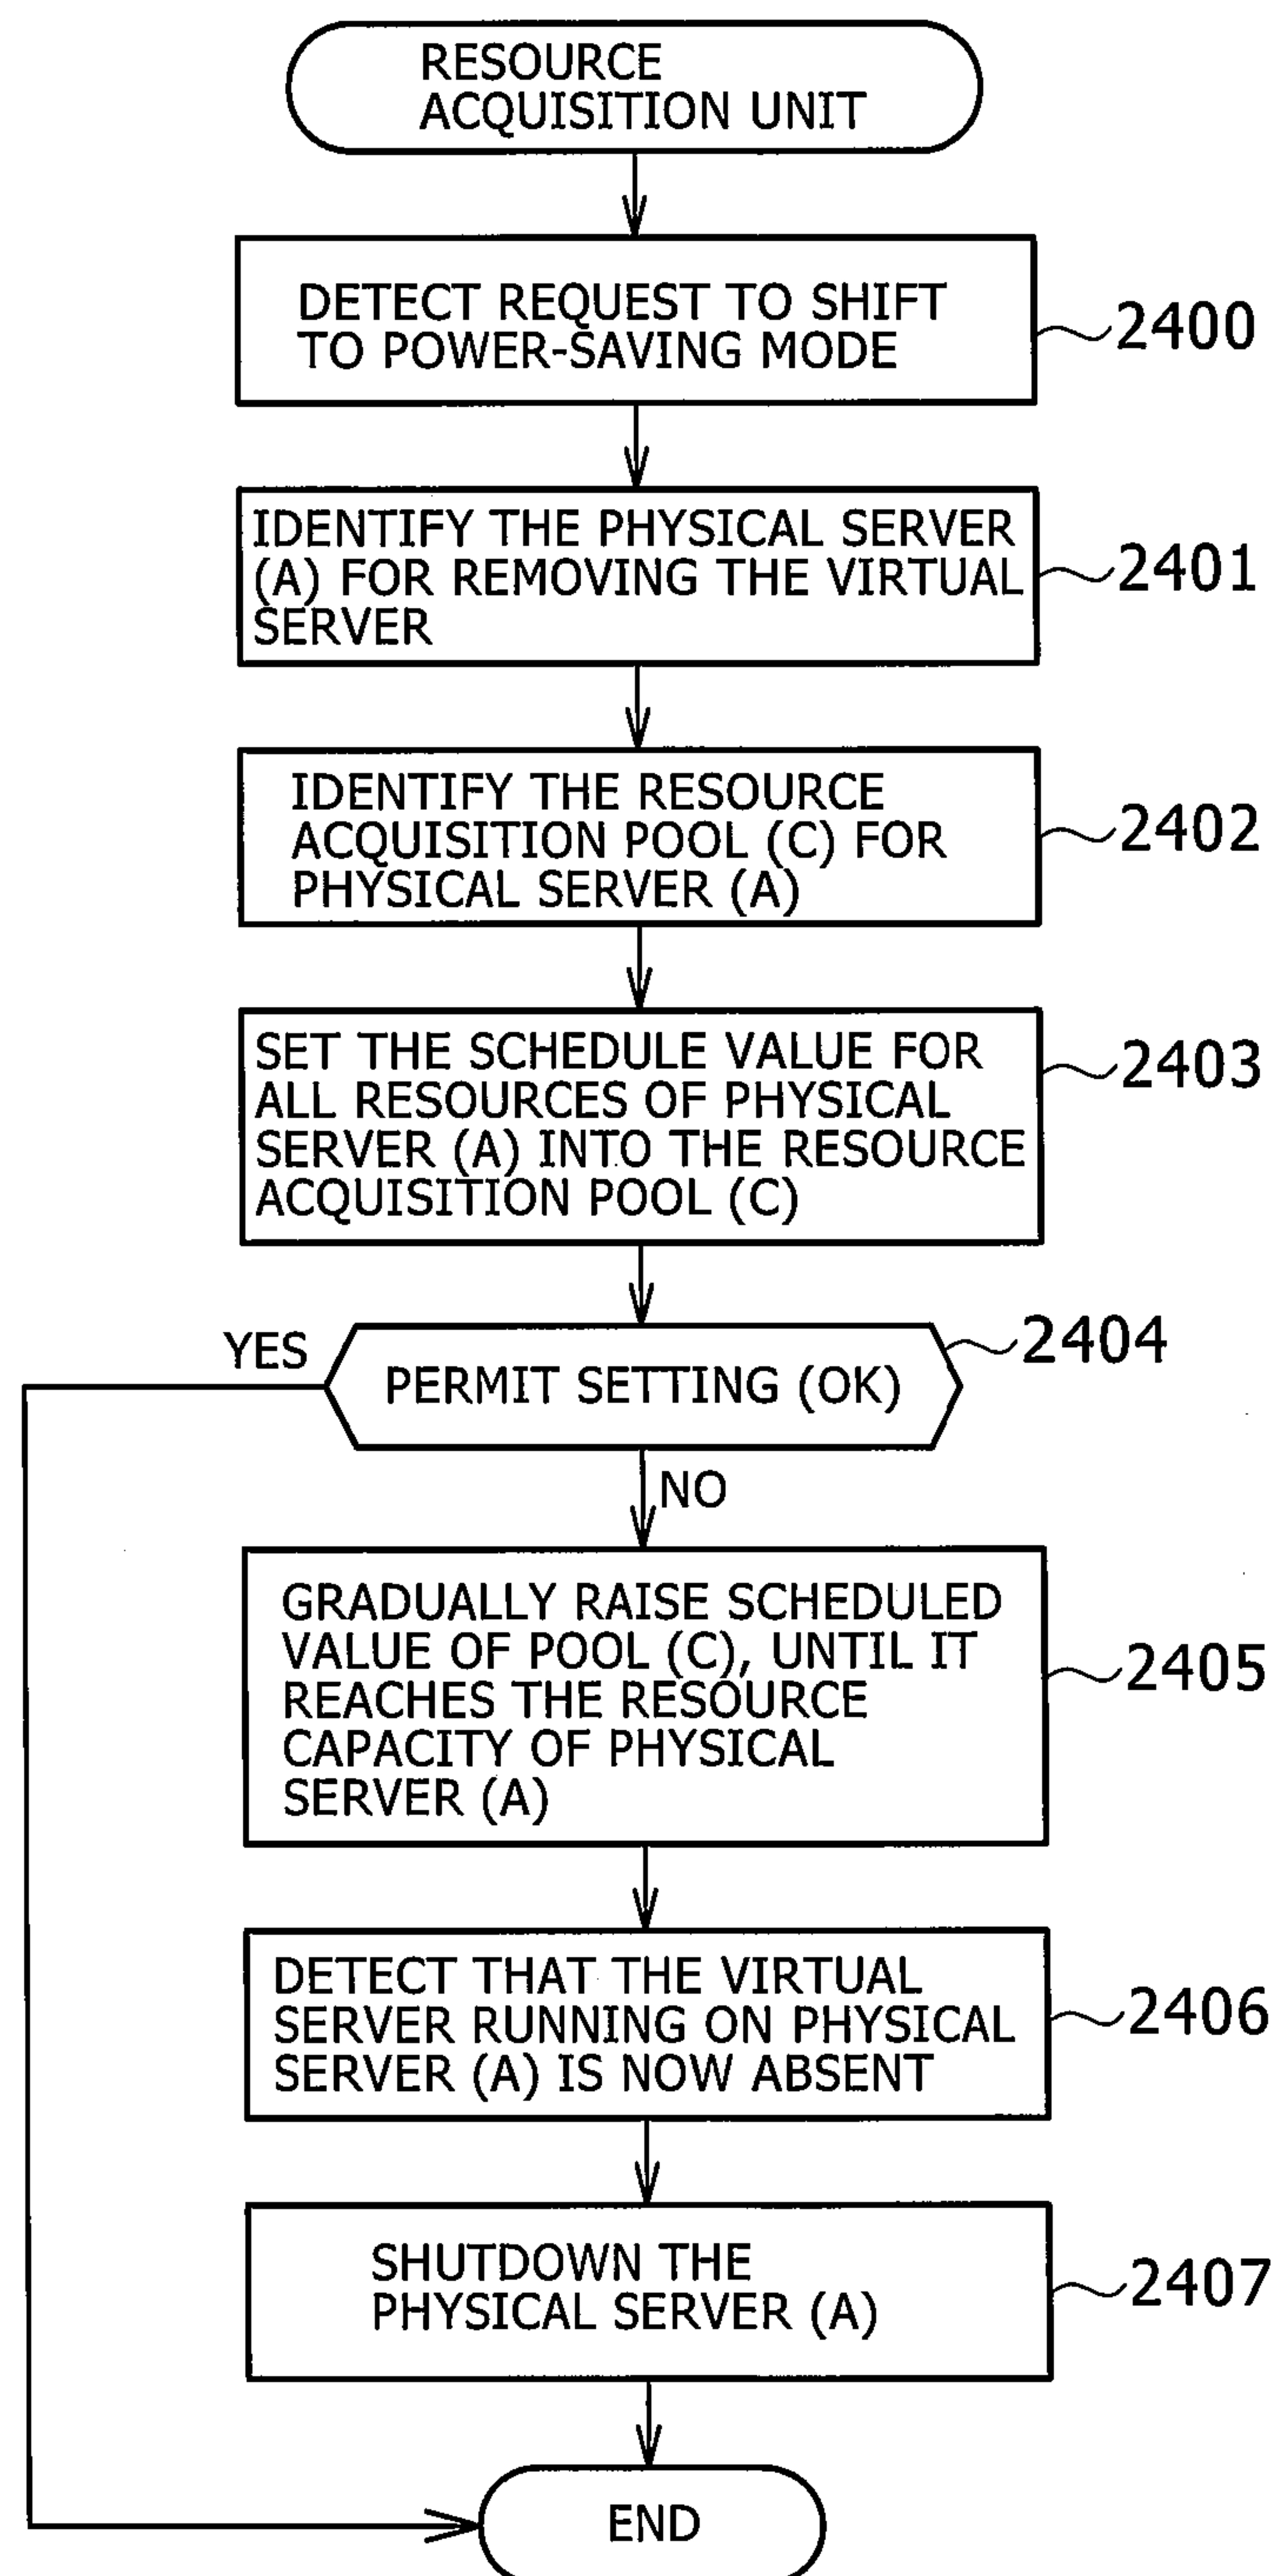 RESOURCE
ACQUISITION UNIT
DETECT REQUEST TO SHIFT
TO POWER-SAVING MODE
2400
IDENTIFY THE PHYSICAL SERVER
(A) FOR REMOVING THE VIRTUAL
SERVER
2401
IDENTIFY THE RESOURCE
ACQUISITION POOL (C) FOR
PHYSICAL SERVER (A)
2402
SET THE SCHEDULE VALUE FOR
ALL RESOURCES OF PHYSICAL
SERVER (A) INTO THE RESOURCE
ACQUISITION POOL (C)
2403
YES
PERMIT SETTING (OK)
2404
NO
GRADUALLY RAISE SCHEDULED
VALUE OF POOL (C), UNTIL IT
REACHES THE RESOURCE
CAPACITY OF PHYSICAL
SERVER (A)
2405
DETECT THAT THE VIRTUAL
SERVER RUNNING ON PHYSICAL
SERVER (A) IS NOW ABSENT
2406
SHUTDOWN THE
PHYSICAL SERVER (A)
2407
END